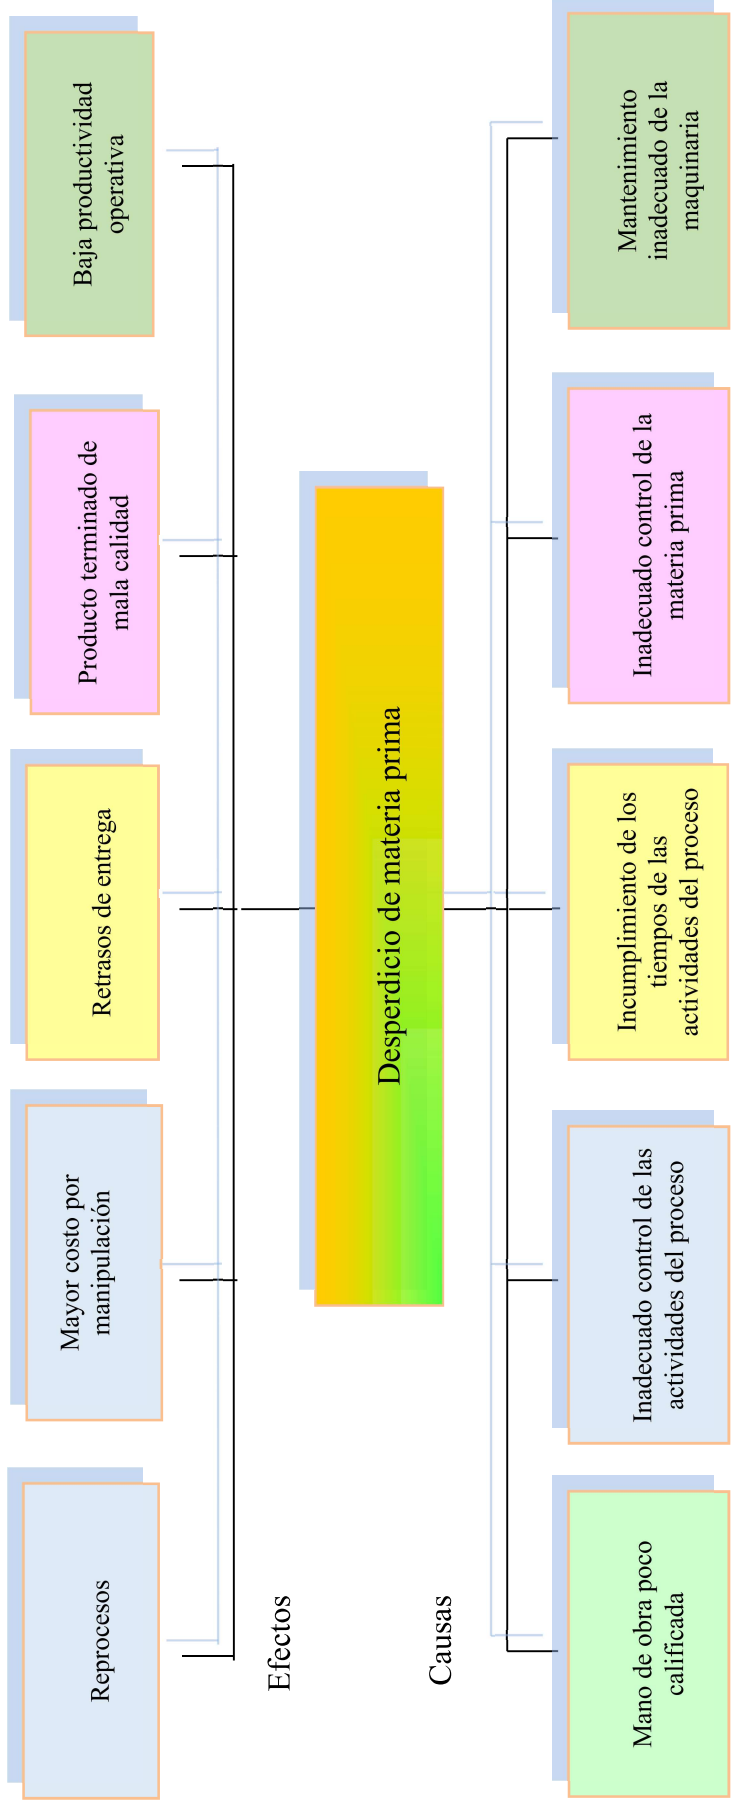 Reprocesos
Mayor costo por
manipulación
Retrasos de entrega
Producto terminado de
mala calidad
Baja productividad
operativa
Efectos
Desperdicio de materia prima
Causas
Mano de obra poco
calificada
Inadecuado control de las
actividades del proceso
Incumplimiento de los
tiempos de las
actividades del proceso
Inadecuado control de la
materia prima
Mantenimiento
inadecuado de la
maquinaria